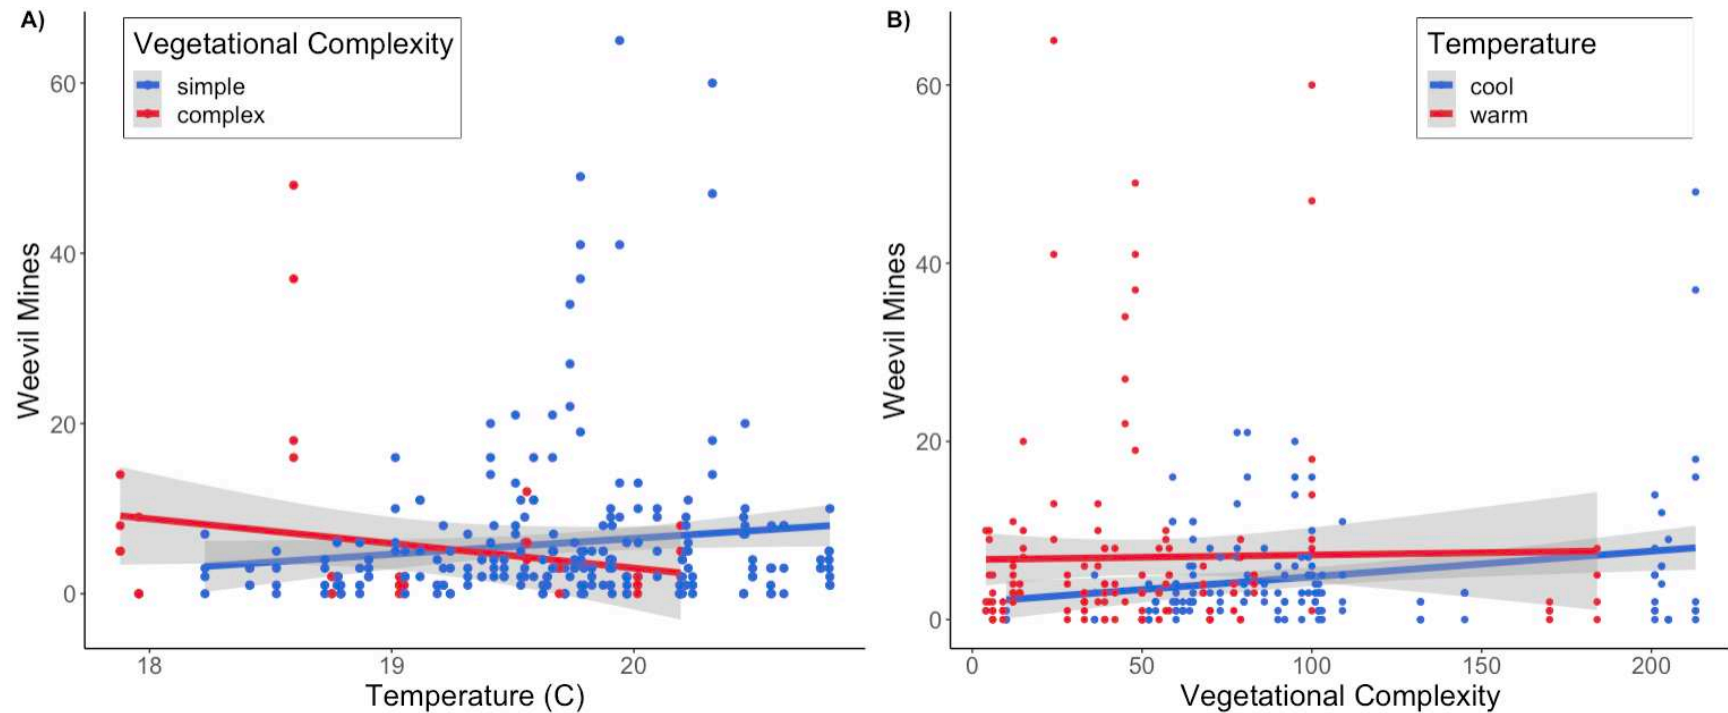 A)
Vegetational Complexity
simple
complex
60
40
20
0
Weevil Mines
18 19 20
Temperature (C)
B)
Temperature
cool
warm
60
40
20
0
Weevil Mines
0 50 100 150 200
Vegetational Complexity